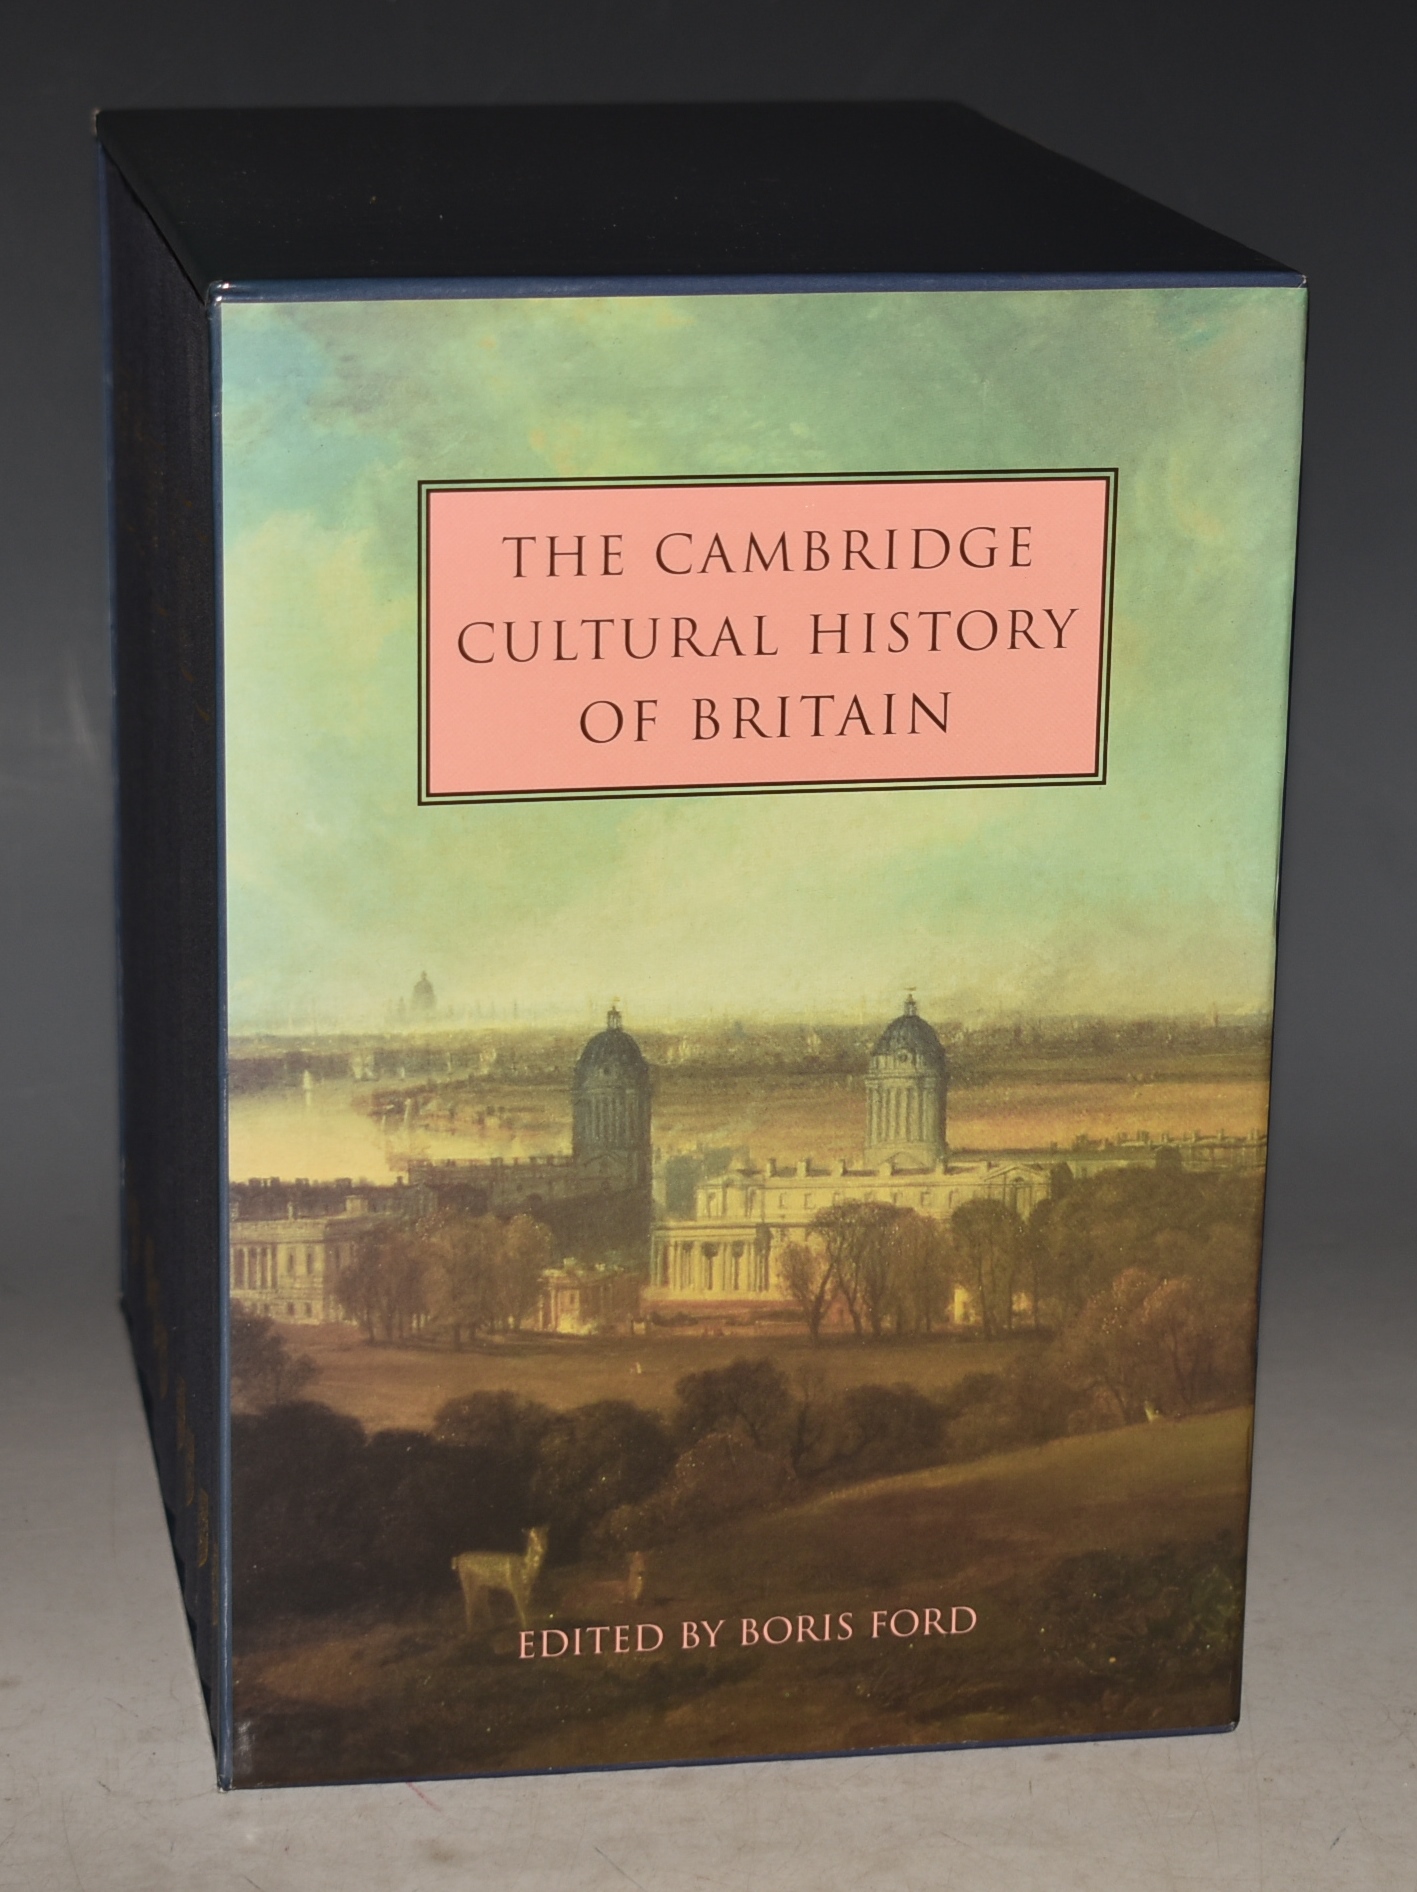 THE CAMBRIDGE
CULTURAL HISTORY
OF BRITAIN
EDITED BY BORIS FORD